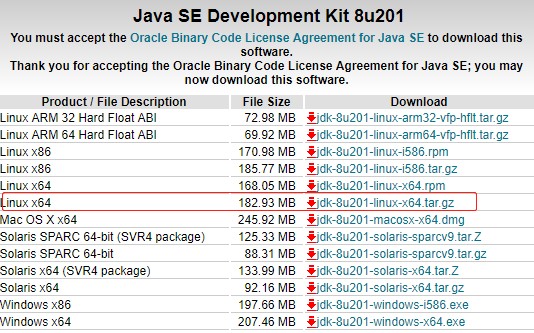 Java SE Development Kit 8u201
You must accept the Oracle Binary Code License Agreement for Java SE to download this
software.
Thank you for accepting the Oracle Binary Code License Agreement for Java SE; you may
now download this software.
Product / File Description File Size Download
Linux ARM 32 Hard Float ABI 72.98 MB jdk-8u201-linux-arm32-vfp-hflt.tar.gz
Linux ARM 64 Hard Float ABI 69.92 MB jdk-8u201-linux-arm64-vfp-hflt.tar.gz
Linux x86 170.98 MB jdk-8u201-linux-i586.rpm
Linux x86 185.77 MB jdk-8u201-linux-i586.tar.gz
Linux x64 168.05 MB jdk-8u201-linux-x64.rpm
Linux x64 182.93 MB jdk-8u201-linux-x64.tar.gz
Mac OS X x64 245.92 MB jdk-8u201-macosx-x64.dmg
Solaris SPARC 64-bit (SVR4 package) 125.33 MB jdk-8u201-solaris-sparcv9.tar.Z
Solaris SPARC 64-bit 88.31 MB jdk-8u201-solaris-sparcv9.tar.gz
Solaris x64 (SVR4 package) 133.99 MB jdk-8u201-solaris-x64.tar.Z
Solaris x64 92.16 MB jdk-8u201-solaris-x64.tar.gz
Windows x86 197.66 MB jdk-8u201-windows-i586.exe
Windows x64 207.46 MB jdk-8u201-windows-x64.exe